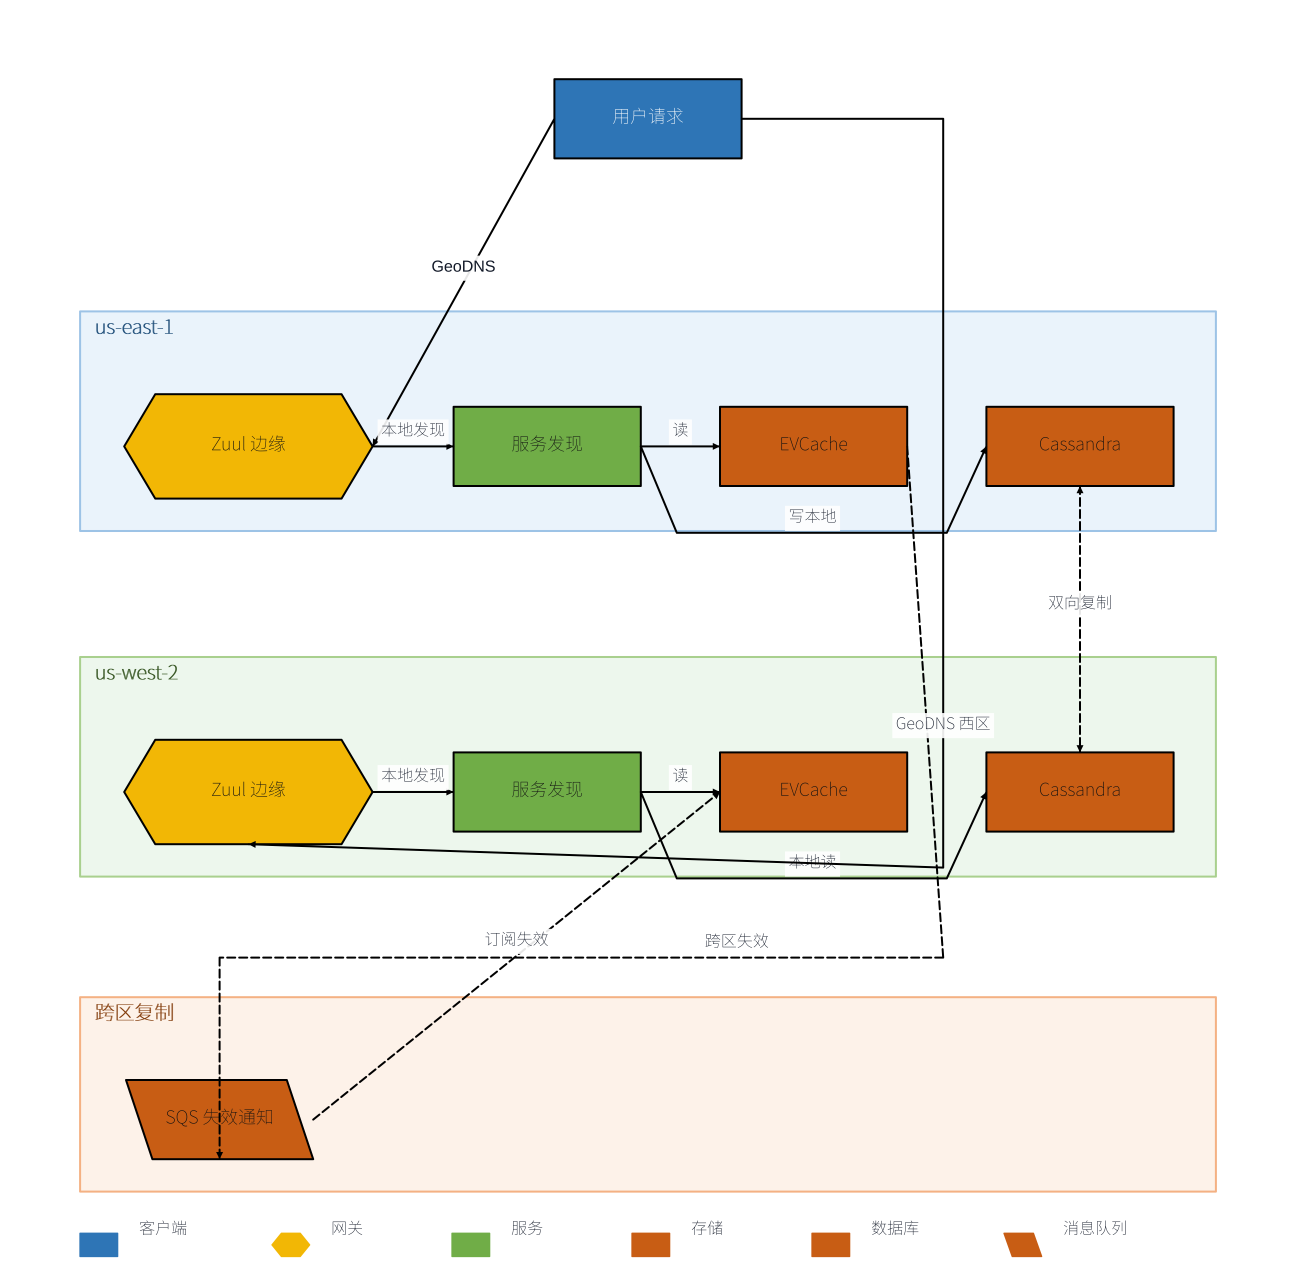 用户请求
GeoDNS
us-east-1
Zuul 边缘
本地发现
服务发现
读
EVCache
Cassandra
写本地
双向复制
us-west-2
GeoDNS 西区
Zuul 边缘
本地发现
服务发现
读
EVCache
Cassandra
本地读
订阅失效
跨区失效
跨区复制
SQS 失效通知
客户端
网关
服务
存储
数据库
消息队列